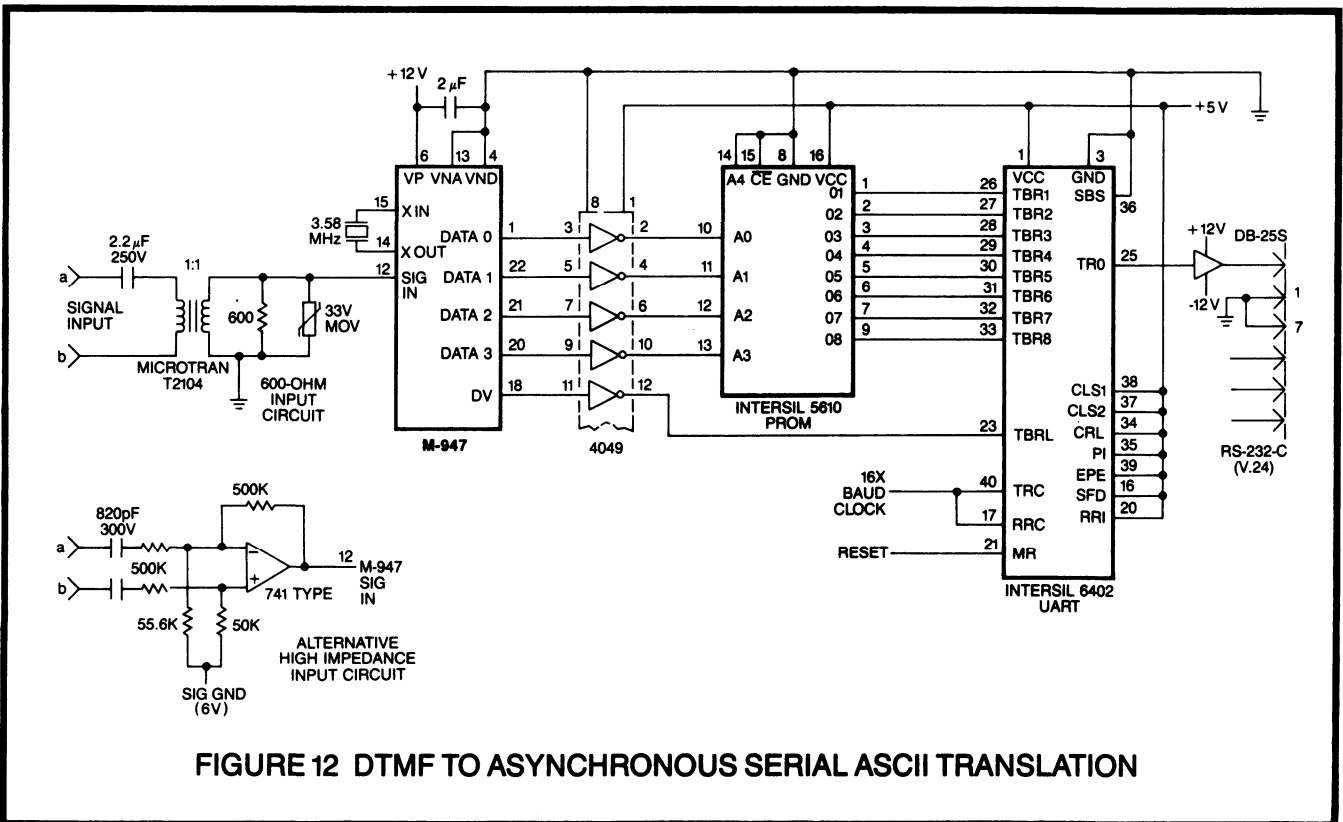 +12V
2 µF
+5V
6 13 4
VP VNA VND
15 X IN
3.58
MHz
14 X OUT
12 SIG
IN
DATA 0 1
DATA 1 22
DATA 2 21
DATA 3 20
DV 18
M-947
2.2µF
250V
1:1
a
SIGNAL
INPUT
b
600
33V
MOV
MICROTRAN
T2104
600-OHM
INPUT
CIRCUIT
8 1
3 2
5 4
7 6
9 10
11 12
4049
14 15 8 16
A4 CE GND VCC
10 A0
11 A1
12 A2
13 A3
01 1
02 2
03 3
04 4
05 5
06 6
07 7
08 9
INTERSIL 5610
PROM
1 3
VCC GND
SBS 36
26 TBR1
27 TBR2
28 TBR3
29 TBR4
30 TBR5
31 TBR6
32 TBR7
33 TBR8
TR0 25
23 TBRL
40 TRC
17 RRC
21 MR
16X
BAUD
CLOCK
RESET
CLS1 38
CLS2 37
CRL 34
PI 35
EPE 39
SFD 16
RRI 20
INTERSIL 6402
UART
+12V
-12V
DB-25S
1
7
RS-232-C
(V.24)
820pF
300V
500K
a
b
500K
−
+
741 TYPE
12 M-947
SIG
IN
55.6K
50K
SIG GND
(6V)
ALTERNATIVE
HIGH IMPEDANCE
INPUT CIRCUIT
FIGURE 12 DTMF TO ASYNCHRONOUS SERIAL ASCII TRANSLATION